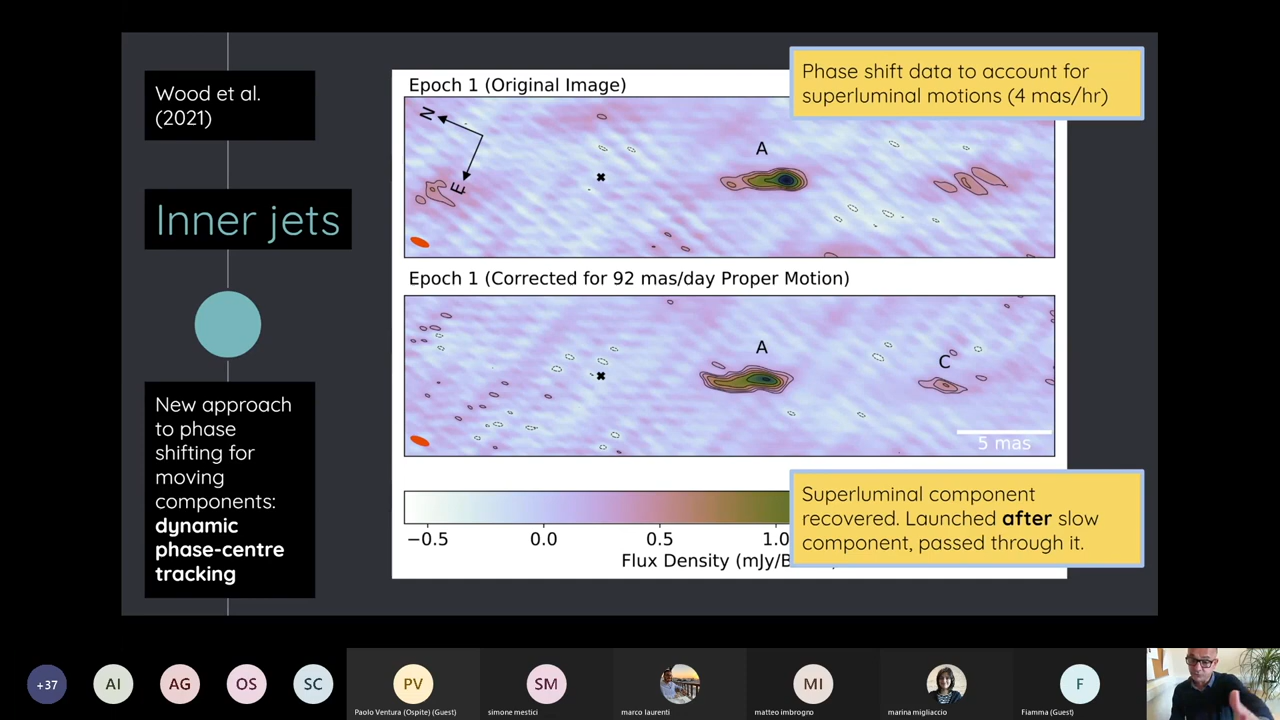 Wood et al.
(2021)
Inner jets
New approach
to phase
shifting for
moving
components:
dynamic
phase-centre
tracking
Epoch 1 (Original Image)
N
E
A
Phase shift data to account for
superluminal motions (4 mas/hr)
Epoch 1 (Corrected for 92 mas/day Proper Motion)
A
C
5 mas
−0.5 0.0 0.5 1.0
Flux Density (mJy/B
Superluminal component
recovered. Launched after slow
component, passed through it.
+37 AI AG OS SC PV SM MI F
Paolo Ventura (Ospite) (Guest) simone mestici marco laurenti matteo imbrogno marina migliaccio Fiamma (Guest)